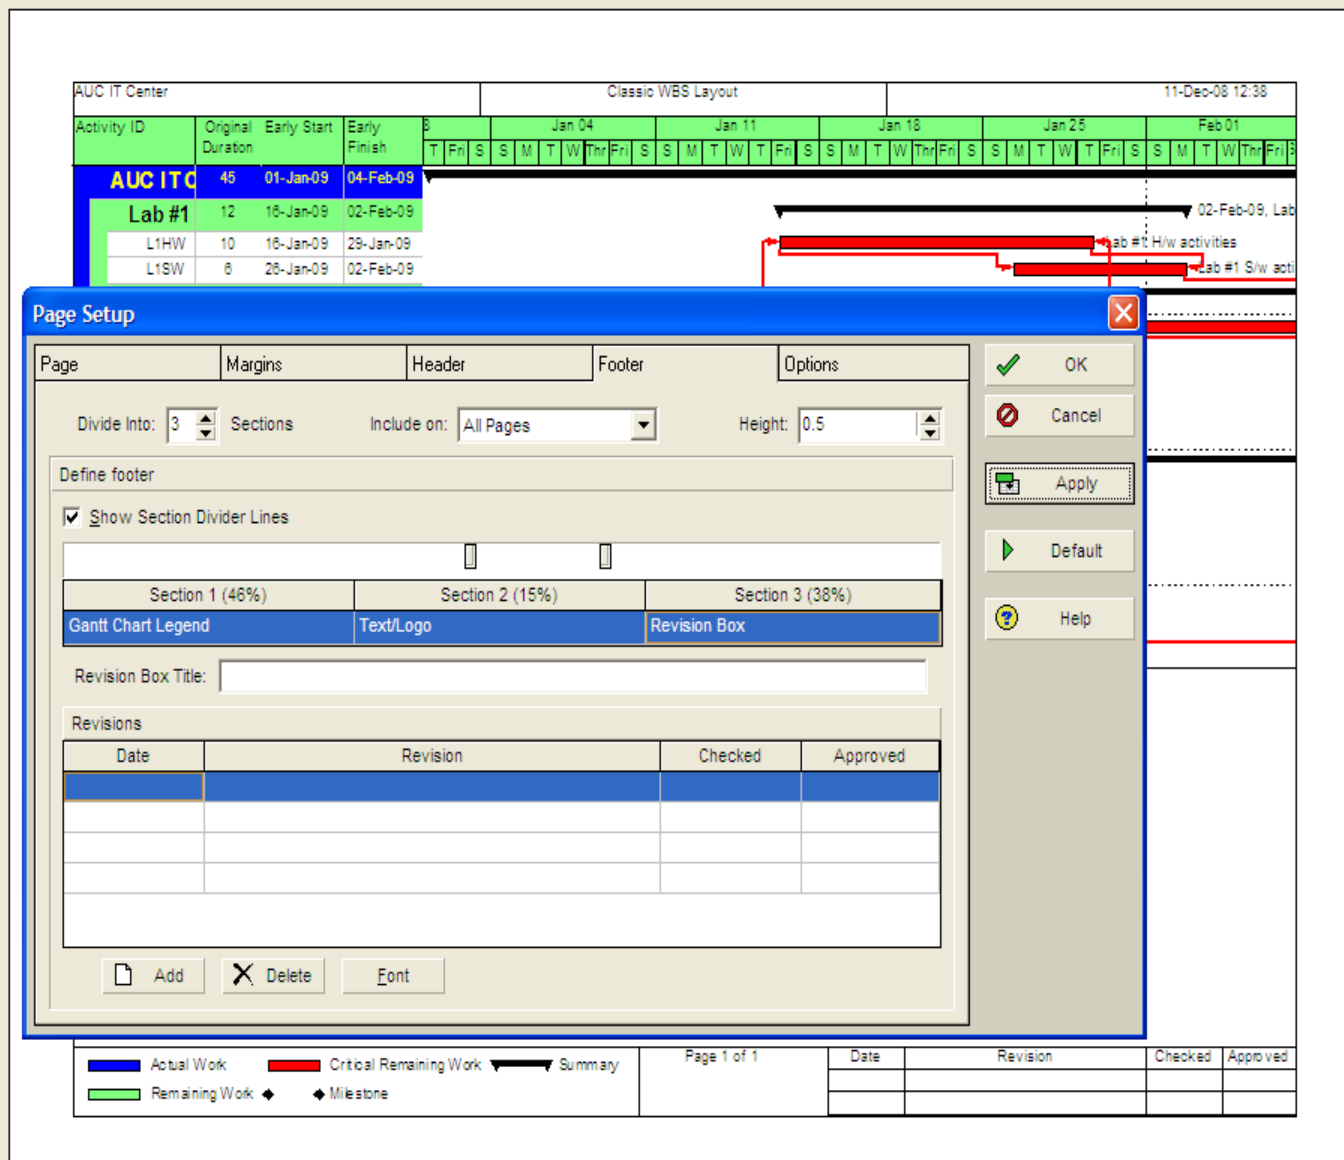 AUC IT Center Classic WBS Layout 11-Dec-08 12:38
Activity ID Original Duration Early Start Early Finish Jan 04 Jan 11 Jan 18 Jan 25 Feb 01
T Fri S S M T W Thr Fri S S M T W T Fri S S M T W Thr Fri S S M T W T Fri S S M T W Thr Fri
AUC IT C 45 01-Jan-09 04-Feb-09
Lab #1 12 16-Jan-09 02-Feb-09 02-Feb-09, Lab
L1HW 10 16-Jan-09 29-Jan-09 Lab #1 H/w activities
L1SW 6 26-Jan-09 02-Feb-09 Lab #1 S/w acti
Page Setup
Page Margins Header Footer Options
OK
Divide Into: 3 Sections Include on: All Pages Height: 0.5
Cancel
Define footer
Apply
Show Section Divider Lines
Default
Section 1 (46%) Section 2 (15%) Section 3 (38%)
Gantt Chart Legend Text/Logo Revision Box
Help
Revision Box Title:
Revisions
Date Revision Checked Approved
Add Delete Font
Actual Work Critical Remaining Work Summary Page 1 of 1 Date Revision Checked Approved
Remaining Work Milestone